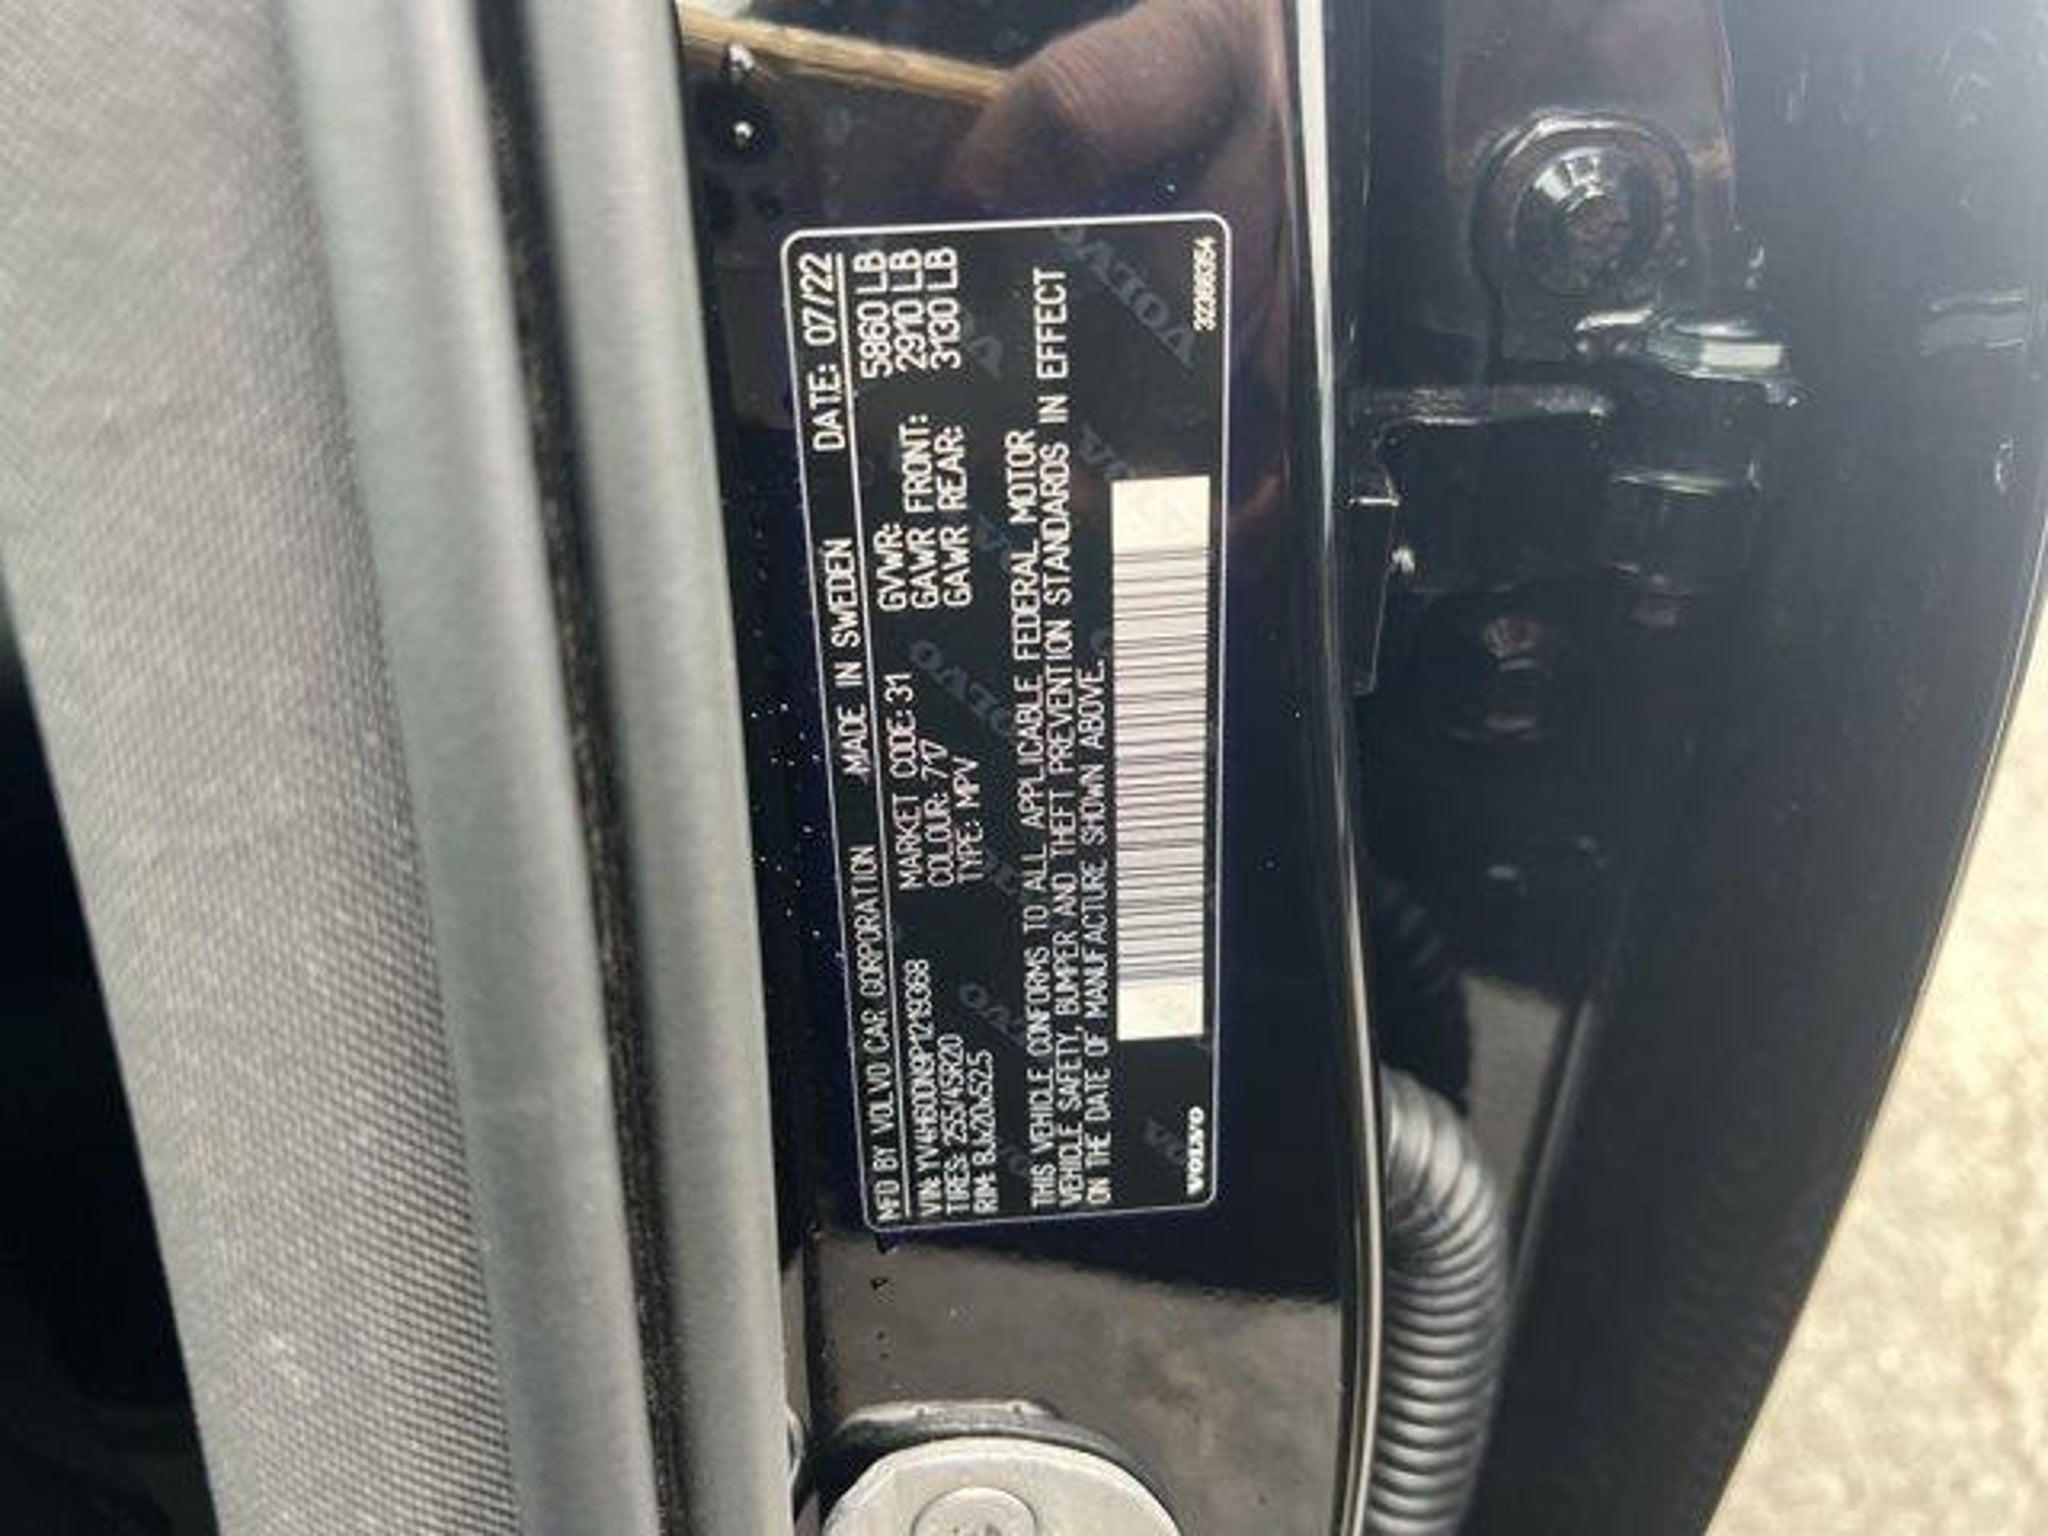 MFD BY VOLVO CAR CORPORATION MADE IN SWEDEN DATE: 07/22
VIN: YV4H600N9P1219368 MARKET CODE: 31 GVWR: 5860 LB
TIRES: 255/45R20 COLOUR: 717 GAWR FRONT: 2910 LB
RIM: 8Jx20x52.5 TYPE: MPV GAWR REAR: 3130 LB
THIS VEHICLE CONFORMS TO ALL APPLICABLE FEDERAL MOTOR
VEHICLE SAFETY, BUMPER AND THEFT PREVENTION STANDARDS IN EFFECT
ON THE DATE OF MANUFACTURE SHOWN ABOVE.
VOLVO